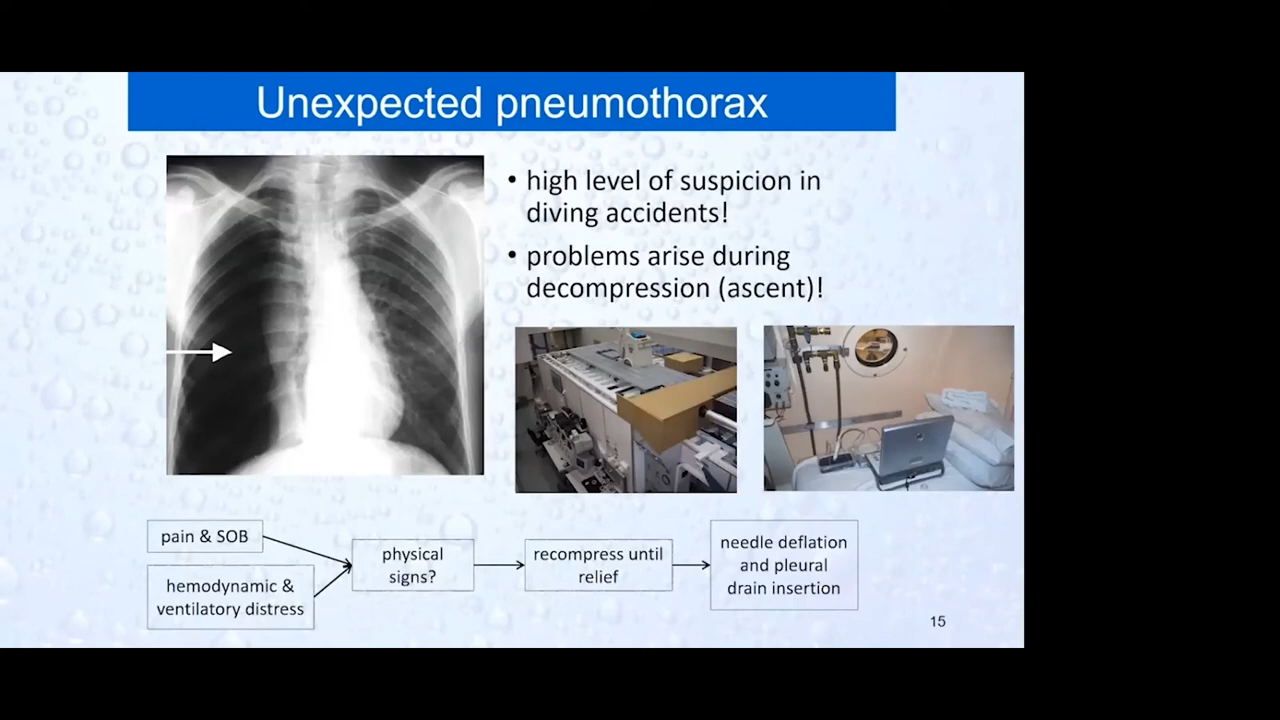 Unexpected pneumothorax
• high level of suspicion in
diving accidents!
• problems arise during
decompression (ascent)!
pain & SOB
hemodynamic &
ventilatory distress
physical
signs?
recompress until
relief
needle deflation
and pleural
drain insertion
15